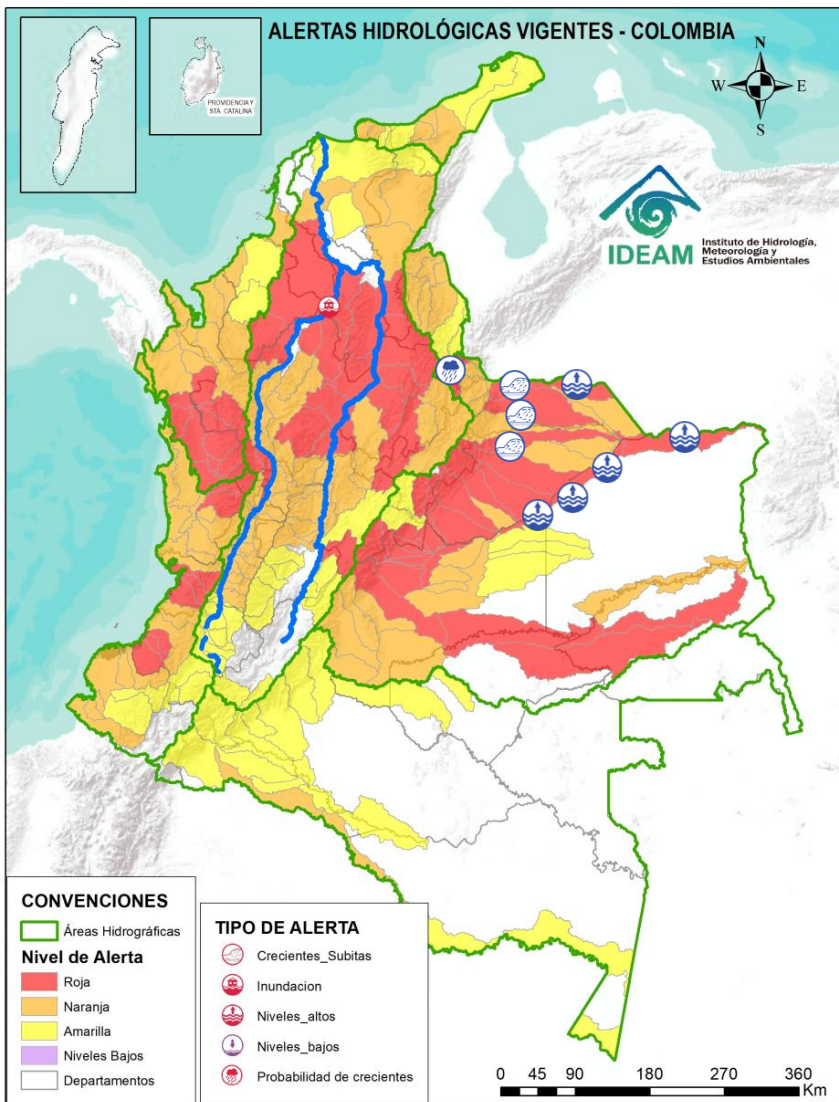 ALERTAS HIDROLÓGICAS VIGENTES - COLOMBIA
PROVIDENCIA Y
STA. CATALINA
N
W
E
S
IDEAM
Instituto de Hidrología,
Meteorología y
Estudios Ambientales
CONVENCIONES
Áreas Hidrográficas
Nivel de Alerta
Roja
Naranja
Amarilla
Niveles Bajos
Departamentos
TIPO DE ALERTA
Crecientes_Subitas
Inundacion
Niveles_altos
Niveles_bajos
Probabilidad de crecientes
0 45 90 180 270 360
Km